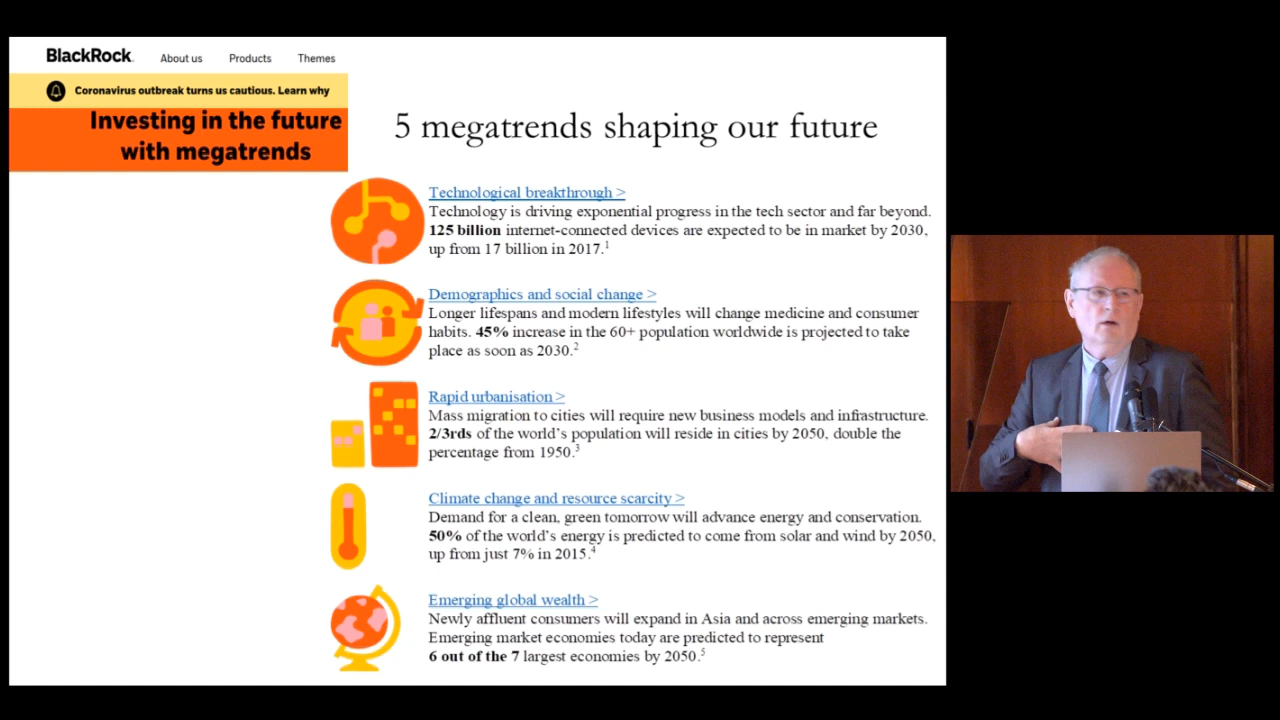 BlackRock.
About us Products Themes
Coronavirus outbreak turns us cautious. Learn why
Investing in the future
with megatrends
5 megatrends shaping our future
Technological breakthrough >
Technology is driving exponential progress in the tech sector and far beyond.
125 billion internet-connected devices are expected to be in market by 2030,
up from 17 billion in 2017.¹
Demographics and social change >
Longer lifespans and modern lifestyles will change medicine and consumer
habits. 45% increase in the 60+ population worldwide is projected to take
place as soon as 2030.²
Rapid urbanisation >
Mass migration to cities will require new business models and infrastructure.
2/3rds of the world’s population will reside in cities by 2050, double the
percentage from 1950.³
Climate change and resource scarcity >
Demand for a clean, green tomorrow will advance energy and conservation.
50% of the world’s energy is predicted to come from solar and wind by 2050,
up from just 7% in 2015.⁴
Emerging global wealth >
Newly affluent consumers will expand in Asia and across emerging markets.
Emerging market economies today are predicted to represent
6 out of the 7 largest economies by 2050.⁵